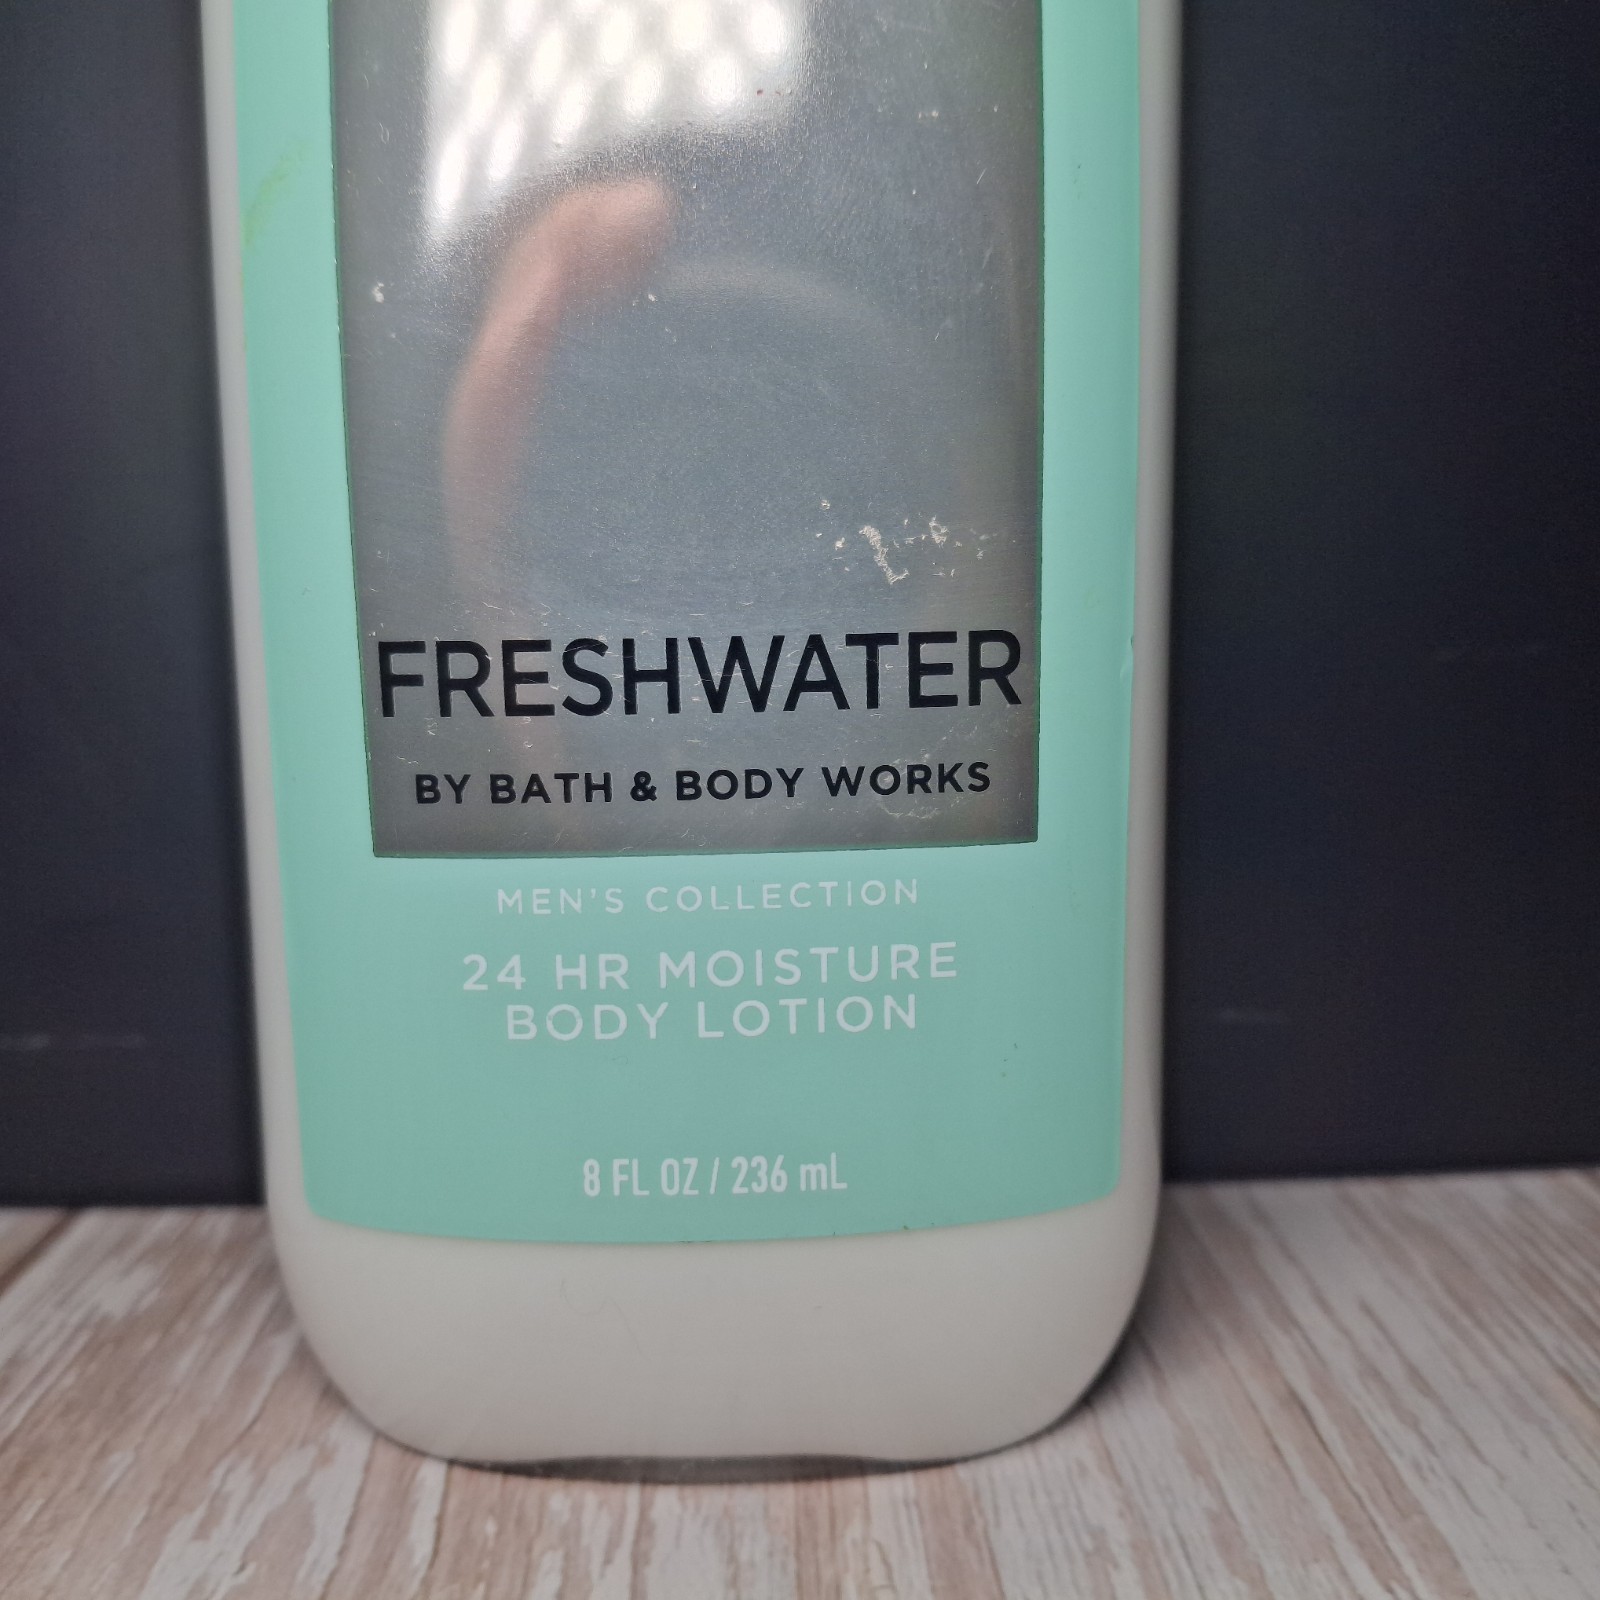 FRESHWATER
BY BATH & BODY WORKS
MEN'S COLLECTION
24 HR MOISTURE
BODY LOTION
8 FL OZ / 236 mL